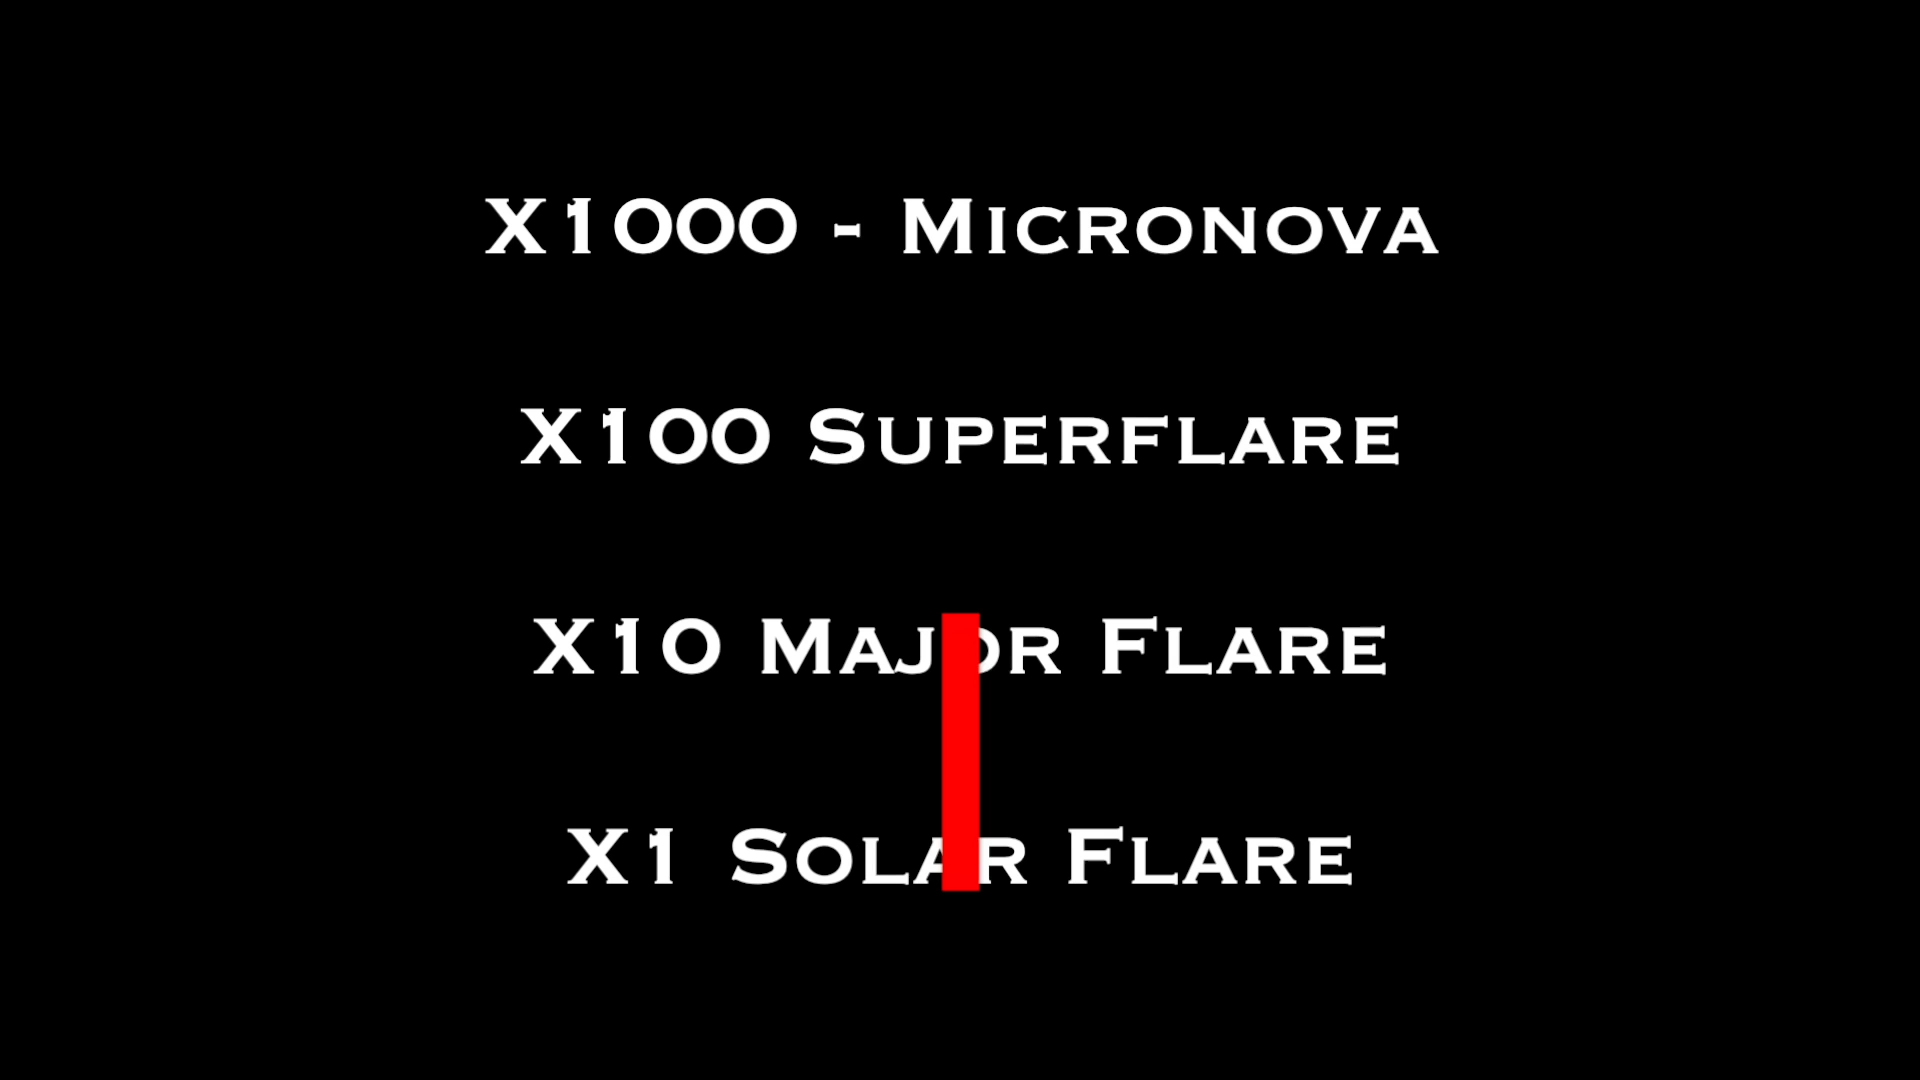 X1000 - Micronova
X100 Superflare
X10 Major Flare
X1 Solar Flare